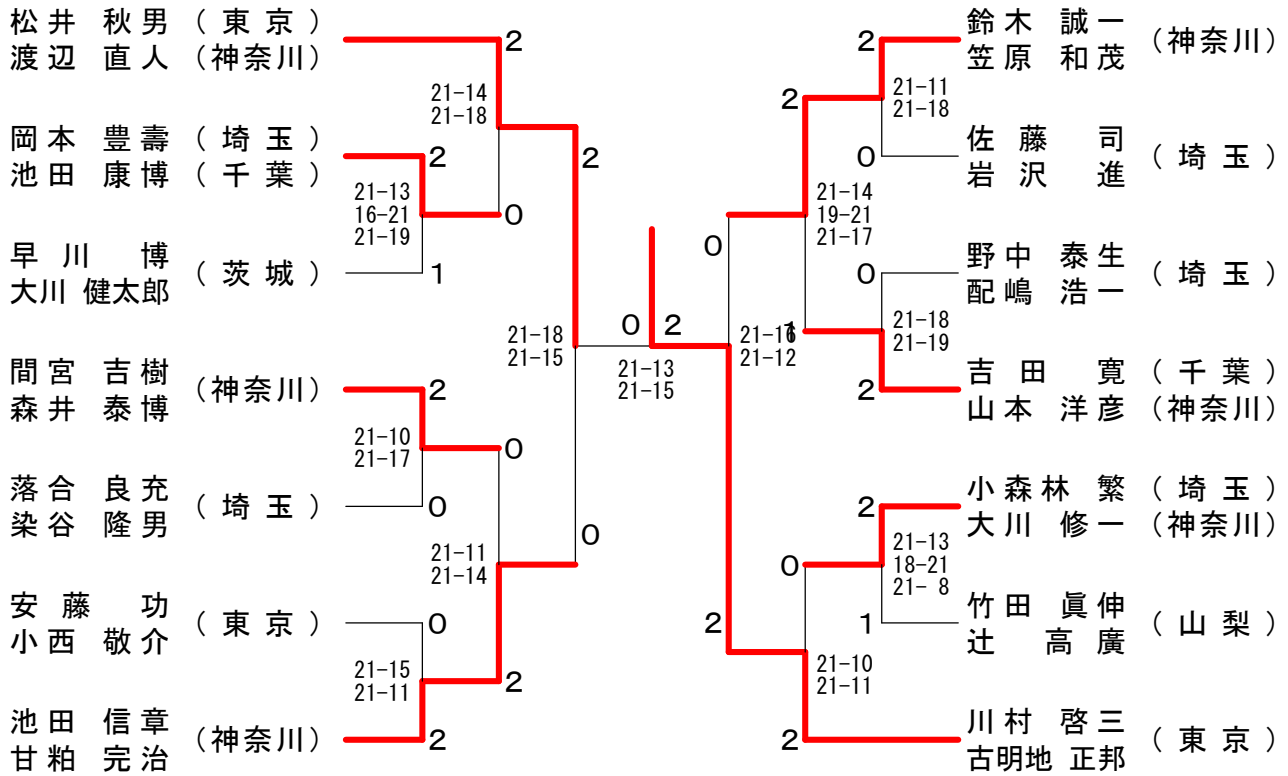 松井 秋男 (東京)
渡辺 直人 (神奈川)
2
21-14
21-18
岡本 豊壽 (埼玉)
池田 康博 (千葉)
2
2
21-13
16-21
21-19
0
早川 博
大川 健太郎
(茨城)
1
21-18
21-15
間宮 吉樹
森井 泰博
(神奈川)
2
21-10
21-17
0
落合 良充
染谷 隆男
(埼玉)
0
0
21-11
21-14
安藤 功
小西 敬介
(東京)
0
21-15
21-11
2
池田 信章
甘粕 完治
(神奈川)
2
0
2
21-13
21-15
鈴木 誠一
笠原 和茂
(神奈川)
2
21-11
21-18
2
佐藤 司
岩沢 進
(埼玉)
0
21-14
19-21
21-17
0
野中 泰生
配嶋 浩一
(埼玉)
0
21-18
21-19
1
21-16
21-12
吉田 寛 (千葉)
山本 洋彦 (神奈川)
2
小森林 繁 (埼玉)
大川 修一 (神奈川)
2
21-13
18-21
21- 8
0
竹田 眞伸
辻 高廣
(山梨)
1
2
21-10
21-11
川村 啓三
古明地 正邦
(東京)
2